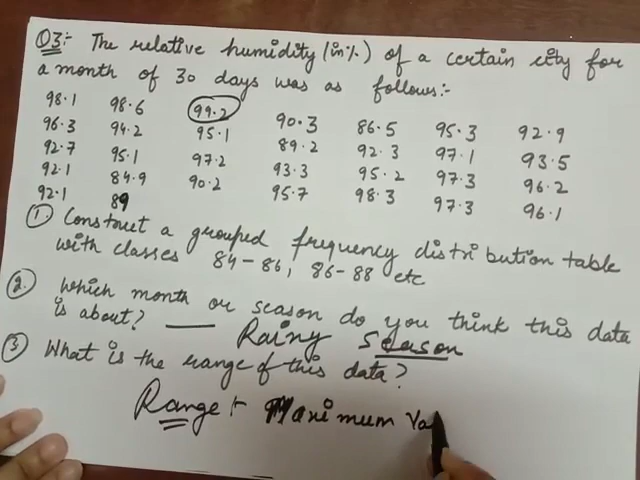 Q3:- The relative humidity (in%) of a certain city for
a month of 30 days was as follows:-
98.1 98.6 99.2 90.3 86.5 95.3 92.9
96.3 94.2 95.1 89.2 92.3 97.1 93.5
92.7 95.1 97.2 93.3 95.2 97.3 96.2
92.1 84.9 90.2 95.7 98.3 97.3 96.1
92.1 89
① Construct a grouped frequency distribution table
with classes 84-86, 86-88 etc
②. Which month or season do you think this data
is about? ___ Rainy Season
③ What is the range of this data?
Range:- Maximum Va